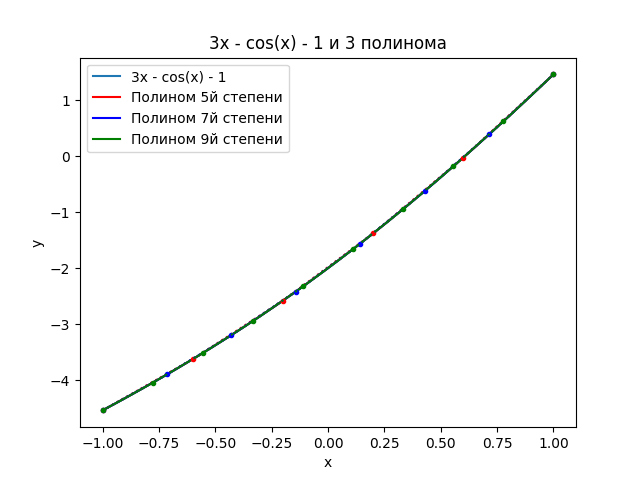 3x - cos(x) - 1 и 3 полинома
3x - cos(x) - 1
Полином 5й степени
Полином 7й степени
Полином 9й степени
1
0
−1
−2
−3
−4
y
−1.00 −0.75 −0.50 −0.25 0.00 0.25 0.50 0.75 1.00
x